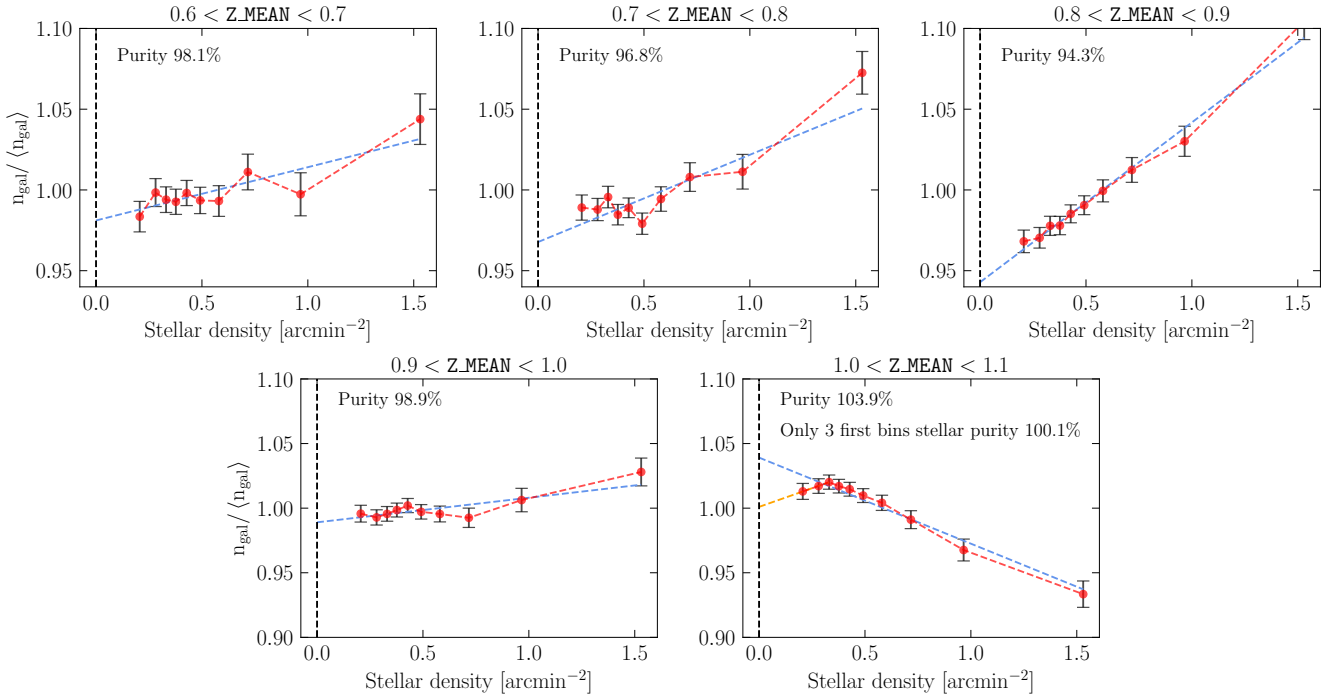 0.6 < Z_MEAN < 0.7
0.7 < Z_MEAN < 0.8
0.8 < Z_MEAN < 0.9
1.10
1.05
1.00
0.95
n_gal / ⟨n_gal⟩
Purity 98.1%
0.0 0.5 1.0 1.5
Stellar density [arcmin⁻²]
1.10
1.05
1.00
0.95
Purity 96.8%
0.0 0.5 1.0 1.5
Stellar density [arcmin⁻²]
1.10
1.05
1.00
0.95
Purity 94.3%
0.0 0.5 1.0 1.5
Stellar density [arcmin⁻²]
0.9 < Z_MEAN < 1.0
1.0 < Z_MEAN < 1.1
1.10
1.05
1.00
0.95
0.90
n_gal / ⟨n_gal⟩
Purity 98.9%
0.0 0.5 1.0 1.5
Stellar density [arcmin⁻²]
1.10
1.05
1.00
0.95
0.90
Purity 103.9%
Only 3 first bins stellar purity 100.1%
0.0 0.5 1.0 1.5
Stellar density [arcmin⁻²]